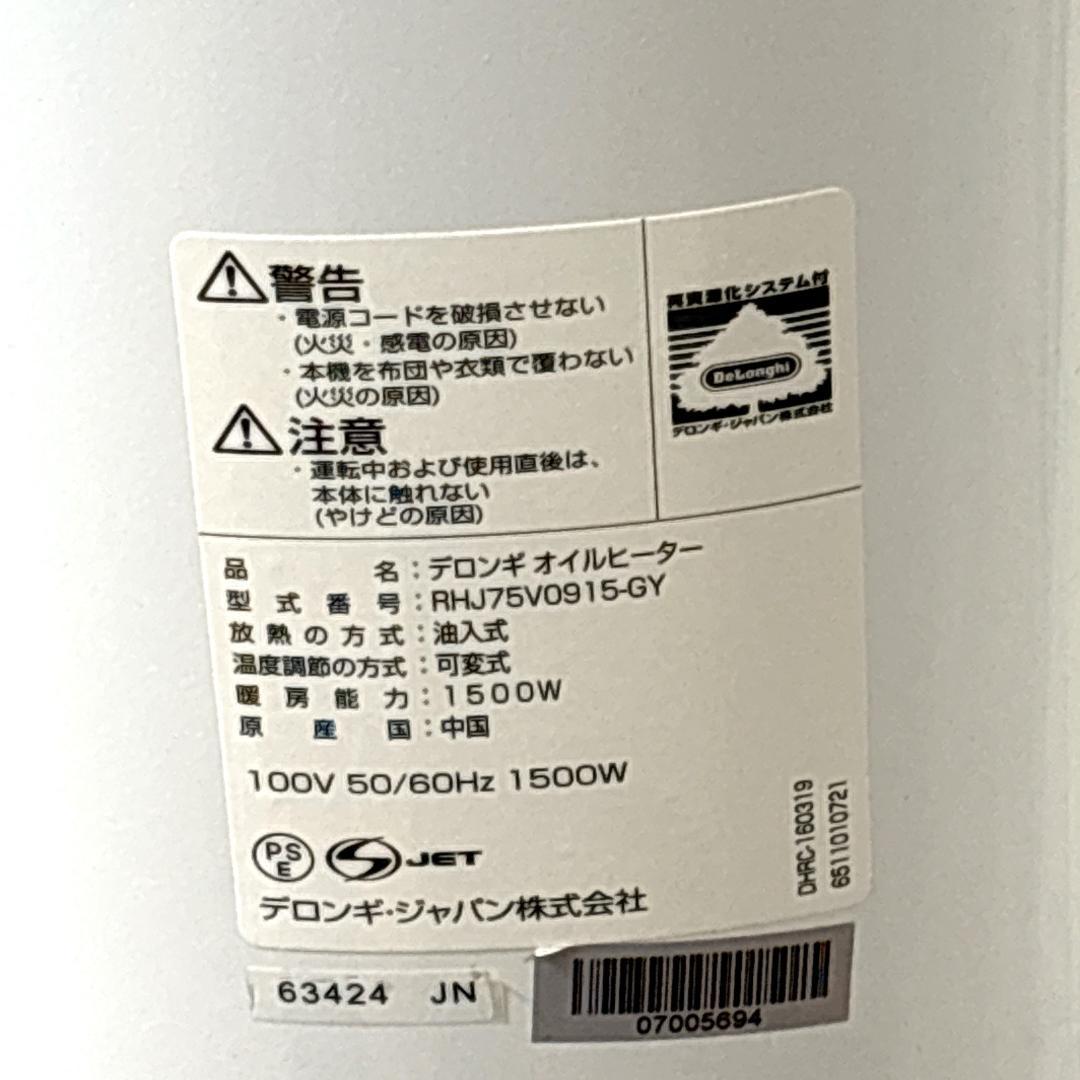 警告
・電源コードを破損させない
(火災・感電の原因)
・本機を布団や衣類で覆わない
(火災の原因)
注意
・運転中および使用直後は、
本体に触れない
(やけどの原因)
再資源化システム付
DeLonghi
デロンギ・ジャパン株式会社
品名：デロンギ オイルヒーター
型式番号：RHJ75V0915-GY
放熱の方式：油入式
温度調節の方式：可変式
暖房能力：1500W
原産国：中国
100V 50/60Hz 1500W
PSE JET
デロンギ・ジャパン株式会社
DHRC-160319
6511010721
63424 JN
07005694